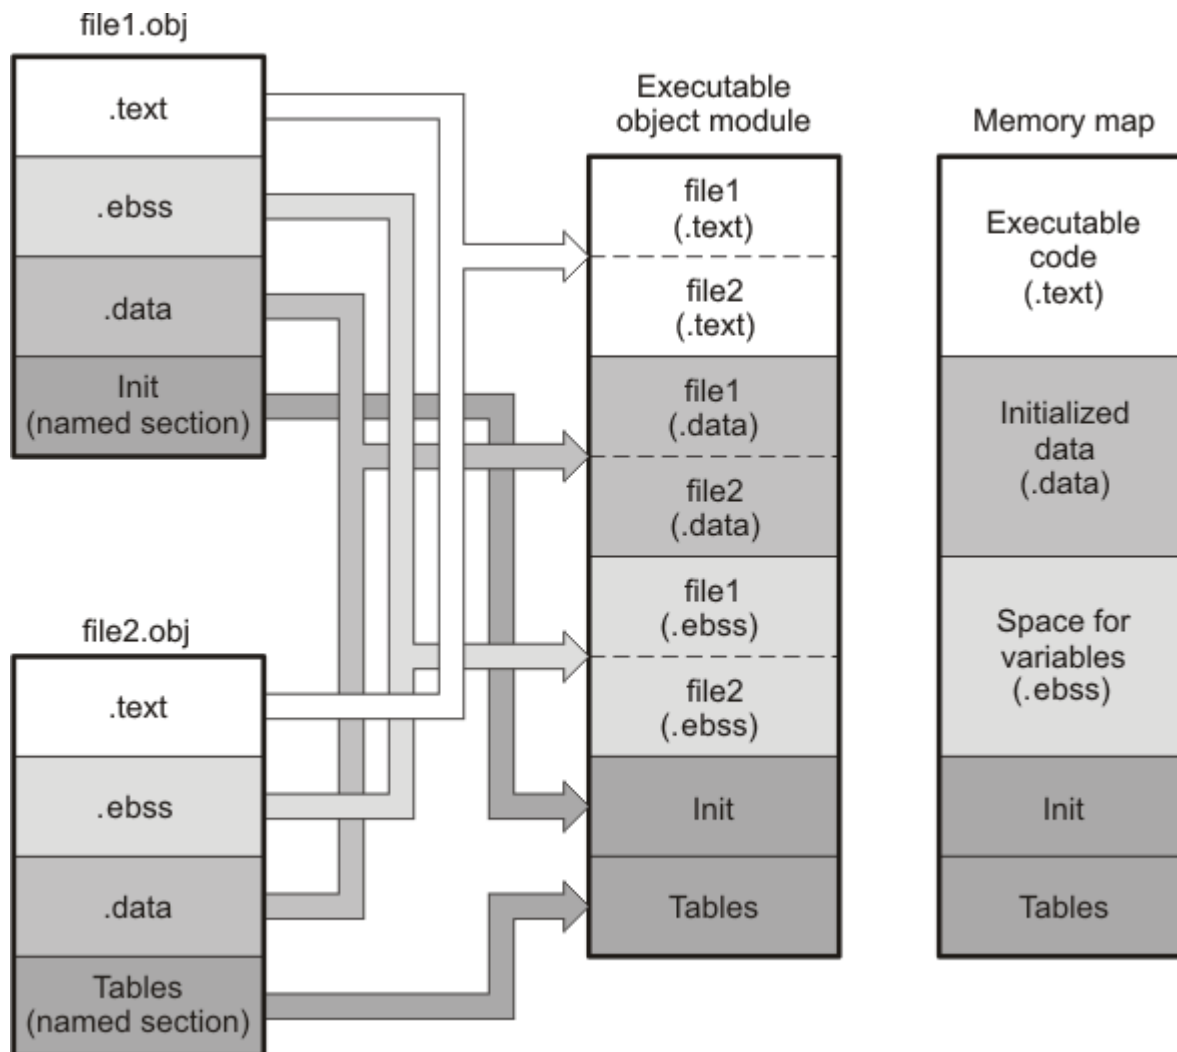 file1.obj
.text
.ebss
.data
Init
(named section)
file2.obj
.text
.ebss
.data
Tables
(named section)
Executable
object module
file1
(.text)
file2
(.text)
file1
(.data)
file2
(.data)
file1
(.ebss)
file2
(.ebss)
Init
Tables
Memory map
Executable
code
(.text)
Initialized
data
(.data)
Space for
variables
(.ebss)
Init
Tables